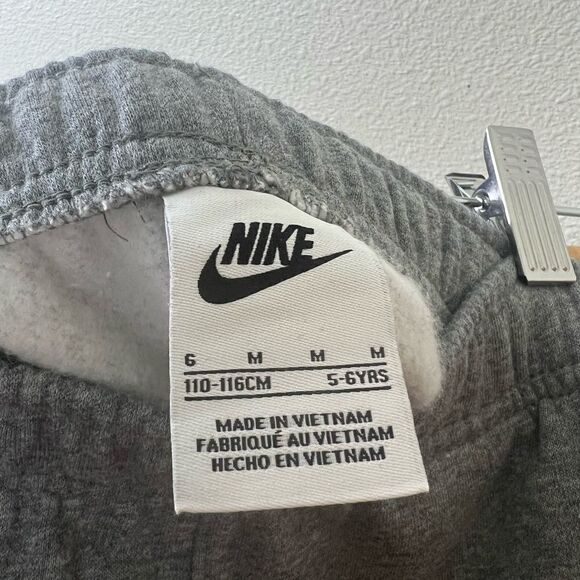 NIKE
6 M M M
110-116CM 5-6YRS
MADE IN VIETNAM
FABRIQUÉ AU VIETNAM
HECHO EN VIETNAM